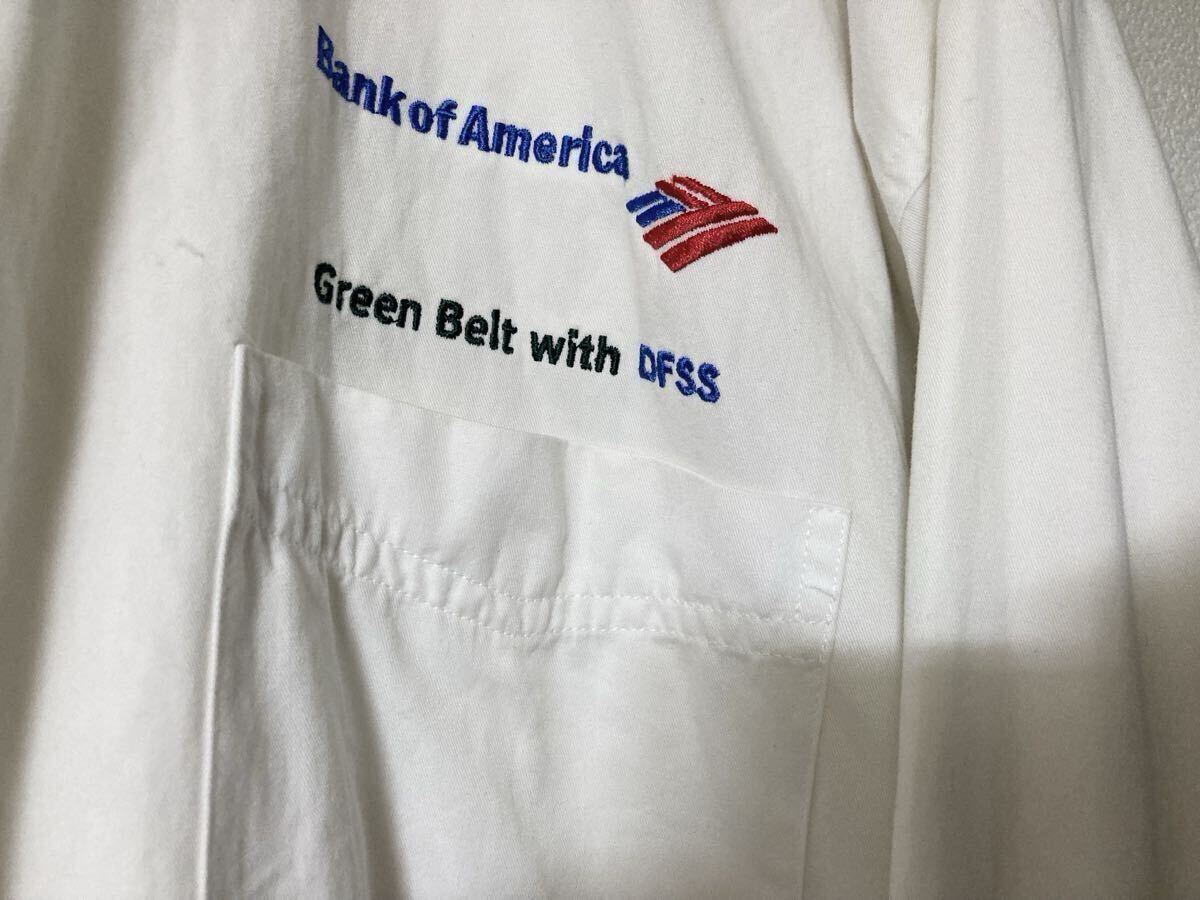 Bank of America
Green Belt with DFSS